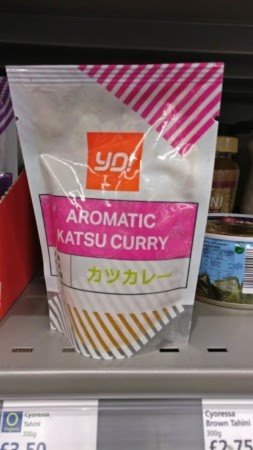 YO!
AROMATIC
KATSU CURRY
カツカレー
Cyoressa
Tahini
300g
£3.50
Cyoressa
Brown Tahini
300g
£2.75